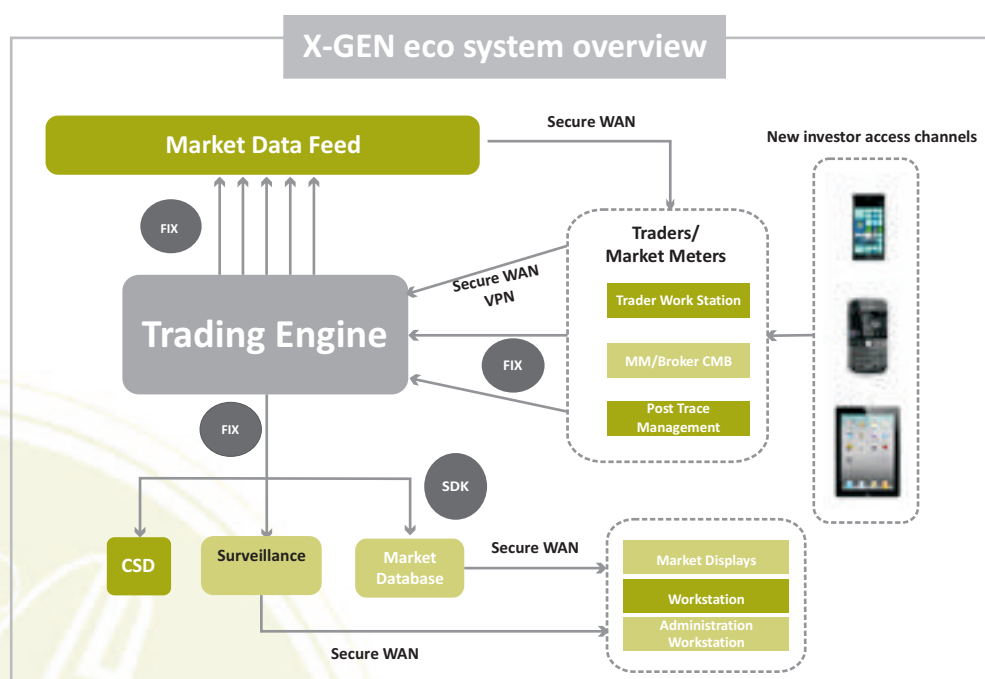 X-GEN eco system overview
Market Data Feed
Secure WAN
New investor access channels
FIX
Traders/
Market Meters
Secure WAN
VPN
Trader Work Station
Trading Engine
FIX
MM/Broker CMB
Post Trace
Management
FIX
SDK
CSD
Surveillance
Market
Database
Secure WAN
Market Displays
Workstation
Administration
Workstation
Secure WAN